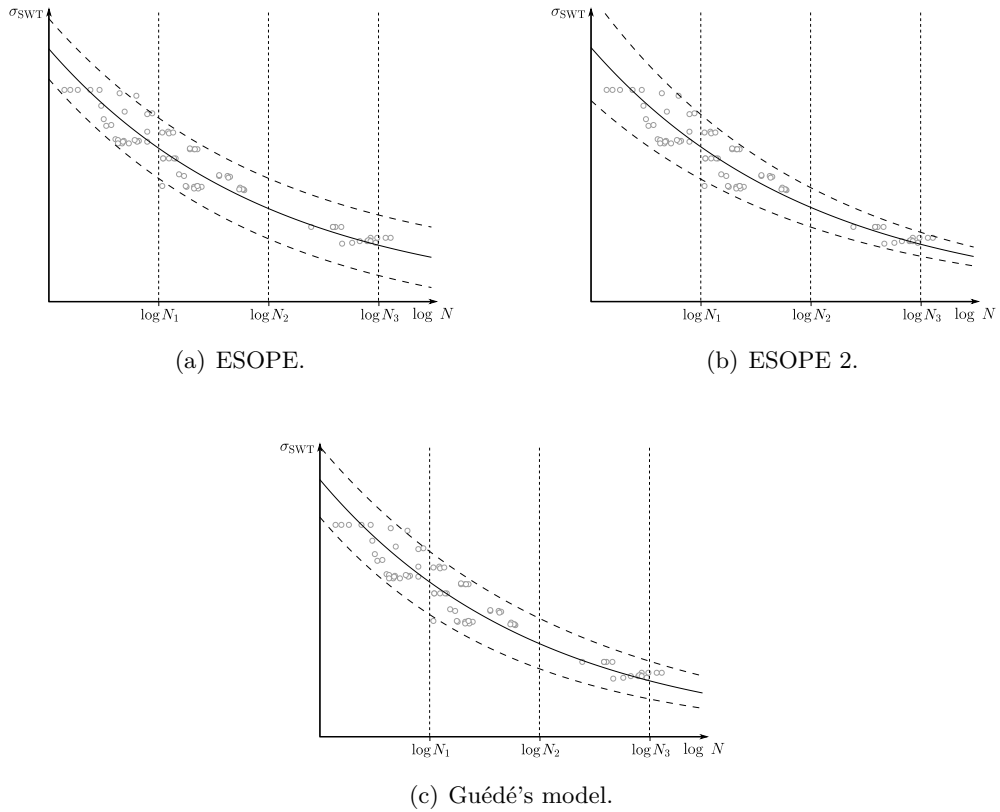 σSWT
log N1
log N2
log N3
log N
(a) ESOPE.
σSWT
log N1
log N2
log N3
log N
(b) ESOPE 2.
σSWT
log N1
log N2
log N3
log N
(c) Guédé's model.